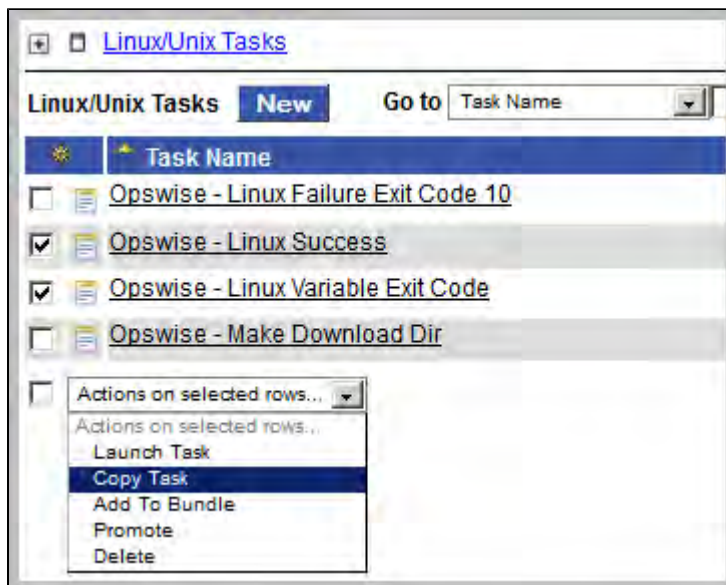 Linux/Unix Tasks
Linux/Unix Tasks New Go to Task Name
Task Name
Opswise - Linux Failure Exit Code 10
Opswise - Linux Success
Opswise - Linux Variable Exit Code
Opswise - Make Download Dir
Actions on selected rows...
Actions on selected rows...
Launch Task
Copy Task
Add To Bundle
Promote
Delete